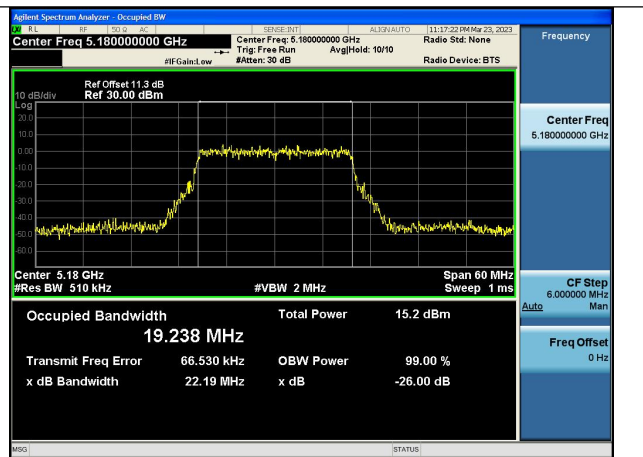 Agilent Spectrum Analyzer - Occupied BW
RL RF 50 Ω AC SENSE:INT ALIGN AUTO 11:17:22 PM Mar 23, 2023
Center Freq 5.180000000 GHz Center Freq: 5.180000000 GHz Radio Std: None
Trig: Free Run Avg|Hold: 10/10
#IFGain:Low #Atten: 30 dB Radio Device: BTS
Frequency
Ref Offset 11.3 dB
10 dB/div Ref 30.00 dBm
Log
20.0
10.0
0.00
-10.0
-20.0
-30.0
-40.0
-50.0
-60.0
Center 5.18 GHz Span 60 MHz
#Res BW 510 kHz #VBW 2 MHz Sweep 1 ms
Occupied Bandwidth Total Power 15.2 dBm
19.238 MHz
Transmit Freq Error 66.530 kHz OBW Power 99.00 %
x dB Bandwidth 22.19 MHz x dB -26.00 dB
Center Freq
5.180000000 GHz
CF Step
6.000000 MHz
Auto Man
Freq Offset
0 Hz
MSG STATUS